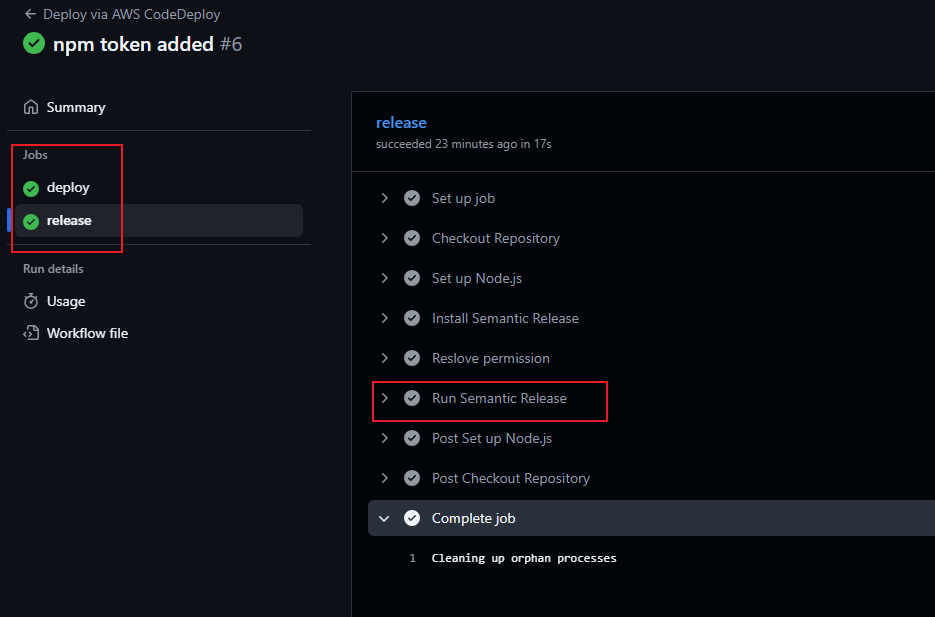 Deploy via AWS CodeDeploy
npm token added #6
Summary
Jobs
deploy
release
Run details
Usage
Workflow file
release
succeeded 23 minutes ago in 17s
Set up job
Checkout Repository
Set up Node.js
Install Semantic Release
Reslove permission
Run Semantic Release
Post Set up Node.js
Post Checkout Repository
Complete job
1 Cleaning up orphan processes